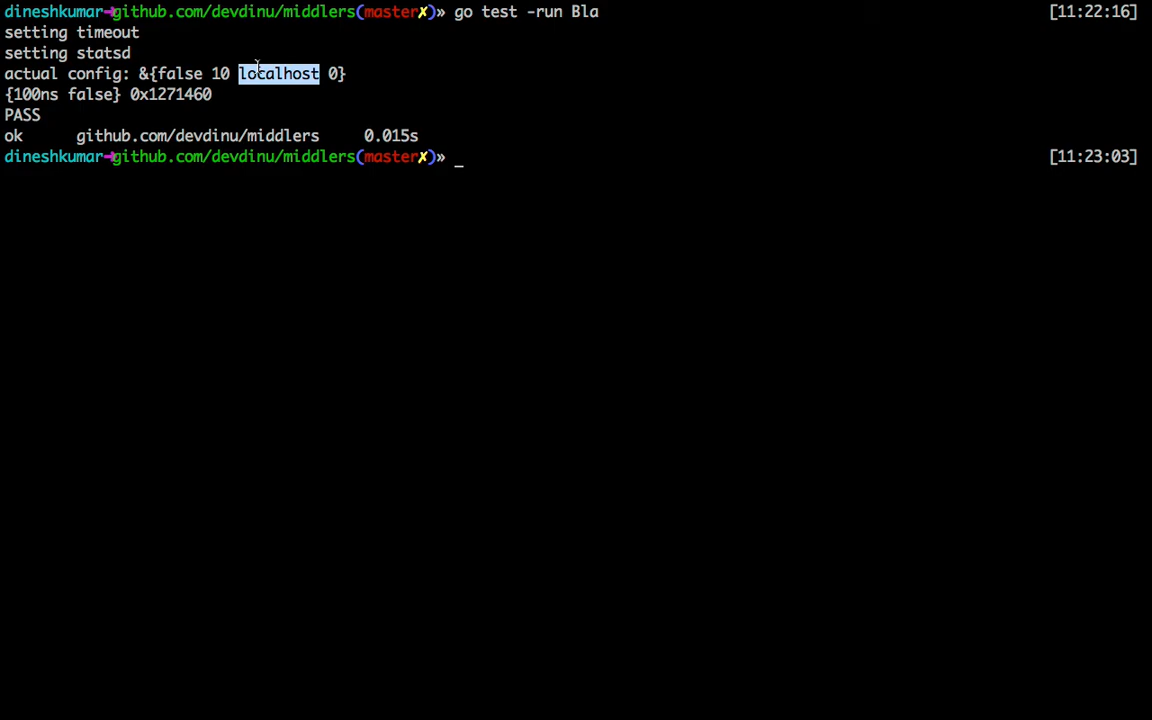 dineshkumar→github.com/devdinu/middlers(master✗)» go test -run Bla [11:22:16]
setting timeout
setting statsd
actual config: &{false 10 localhost 0}
{100ns false} 0x1271460
PASS
ok github.com/devdinu/middlers 0.015s
dineshkumar→github.com/devdinu/middlers(master✗)» _ [11:23:03]